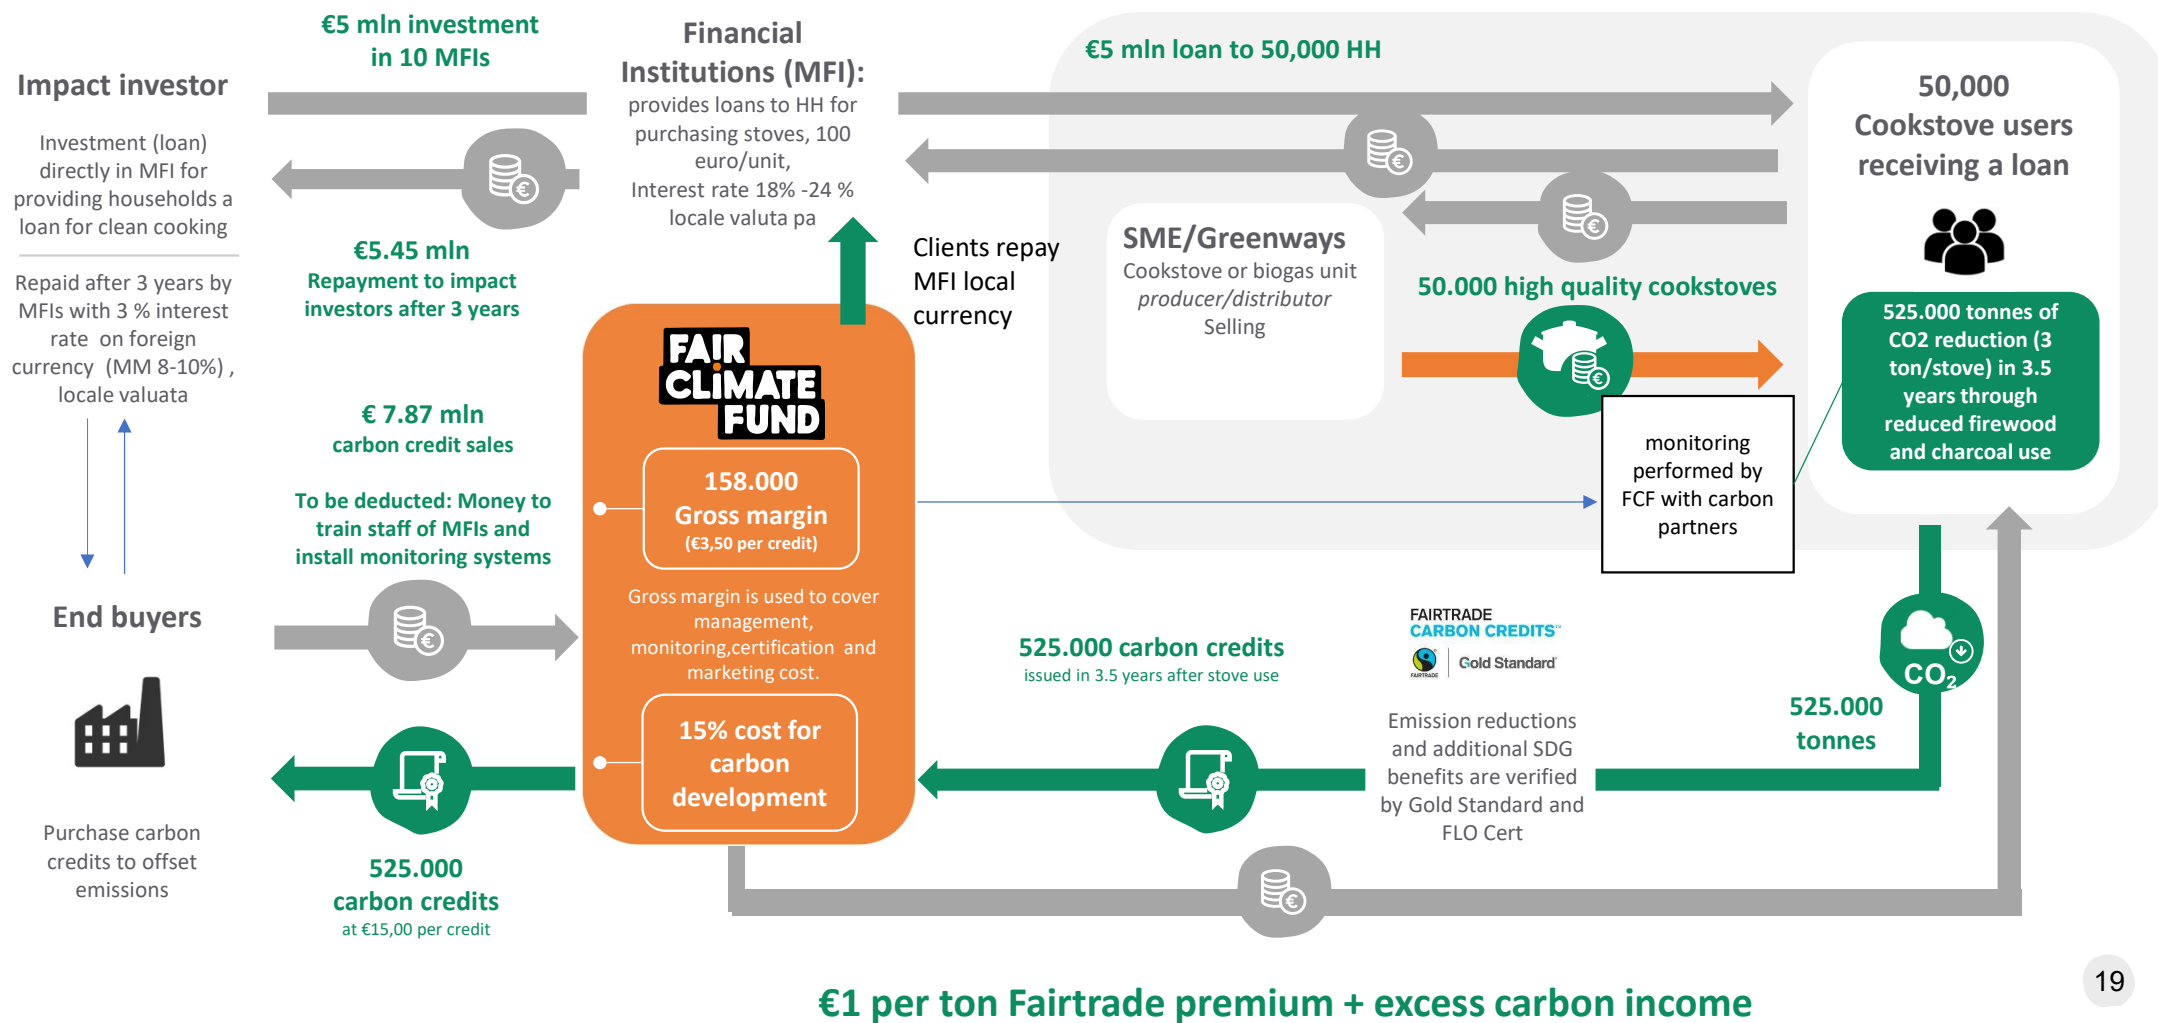 €5 mln investment
in 10 MFIs
Impact investor
Investment (loan)
directly in MFI for
providing households a
loan for clean cooking
Repaid after 3 years by
MFIs with 3 % interest
rate on foreign
currency (MM 8-10%) ,
locale valuata
€5.45 mln
Repayment to impact
investors after 3 years
Financial
Institutions (MFI):
provides loans to HH for
purchasing stoves, 100
euro/unit,
Interest rate 18% -24 %
locale valuta pa
€5 mln loan to 50,000 HH
50,000
Cookstove users
receiving a loan
Clients repay
MFI local
currency
SME/Greenways
Cookstove or biogas unit
producer/distributor
Selling
50.000 high quality cookstoves
525.000 tonnes of
CO2 reduction (3
ton/stove) in 3.5
years through
reduced firewood
and charcoal use
monitoring
performed by
FCF with carbon
partners
€ 7.87 mln
carbon credit sales
To be deducted: Money to
train staff of MFIs and
install monitoring systems
FAIR
CLIMATE
FUND
158.000
Gross margin
(€3,50 per credit)
Gross margin is used to cover
management,
monitoring,certification and
marketing cost.
15% cost for
carbon
development
End buyers
Purchase carbon
credits to offset
emissions
525.000
carbon credits
at €15,00 per credit
525.000 carbon credits
issued in 3.5 years after stove use
FAIRTRADE
CARBON CREDITS™
FAIRTRADE
Gold Standard®
Emission reductions
and additional SDG
benefits are verified
by Gold Standard and
FLO Cert
CO2
525.000
tonnes
€1 per ton Fairtrade premium + excess carbon income
19